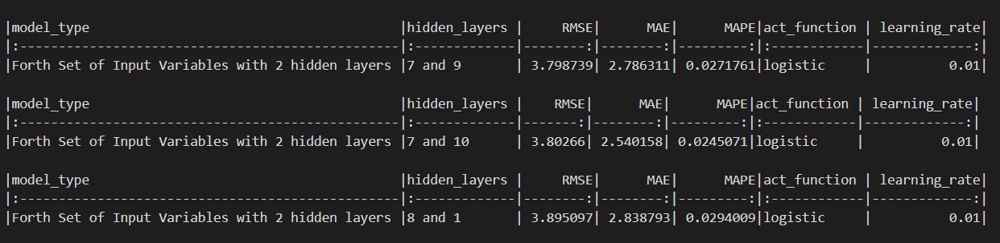 |model_type                                        |hidden_layers |     RMSE|      MAE|      MAPE|act_function | learning_rate|
|:-------------------------------------------------|:-------------|--------:|--------:|---------:|:------------|-------------:|
|Forth Set of Input Variables with 2 hidden layers |7 and 9       | 3.798739| 2.786311| 0.0271761|logistic     |          0.01|
|model_type                                        |hidden_layers |    RMSE|      MAE|      MAPE|act_function | learning_rate|
|:-------------------------------------------------|:-------------|-------:|--------:|---------:|:------------|-------------:|
|Forth Set of Input Variables with 2 hidden layers |7 and 10      | 3.80266| 2.540158| 0.0245071|logistic     |          0.01|
|model_type                                        |hidden_layers |     RMSE|      MAE|      MAPE|act_function | learning_rate|
|:-------------------------------------------------|:-------------|--------:|--------:|---------:|:------------|-------------:|
|Forth Set of Input Variables with 2 hidden layers |8 and 1       | 3.895097| 2.838793| 0.0294009|logistic     |          0.01|